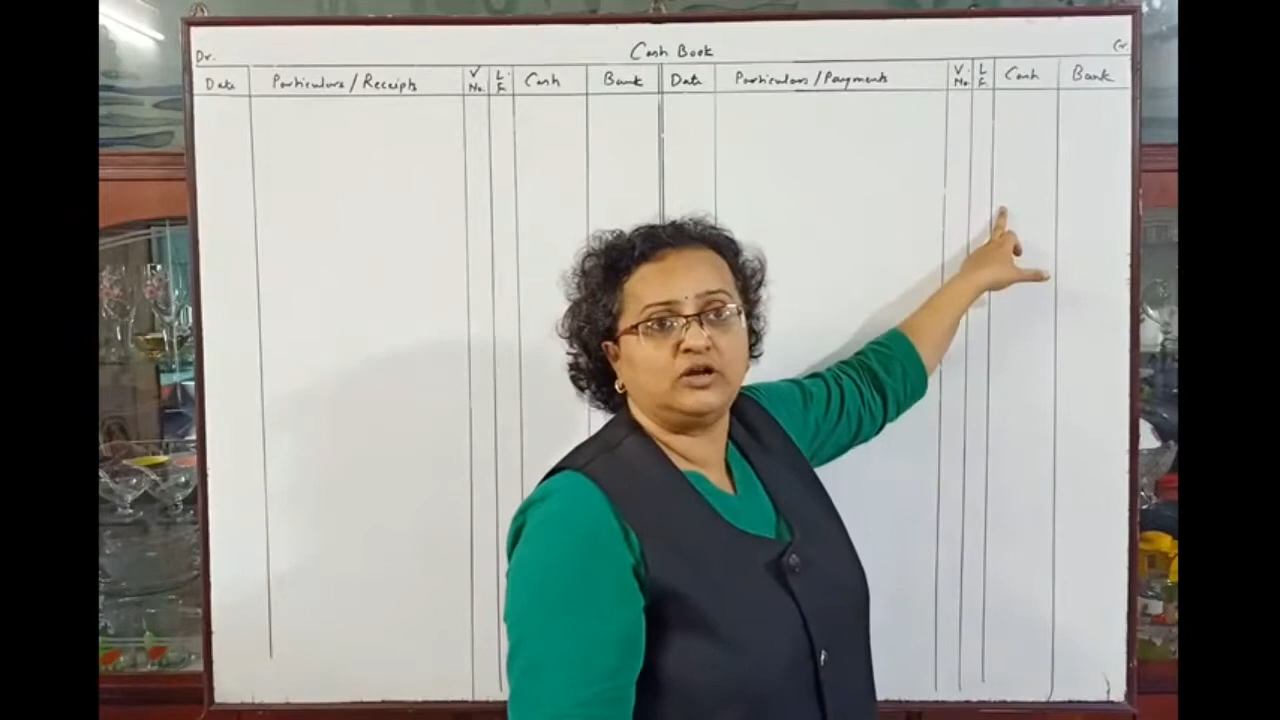 Cash Book
Dr. Cr.
Date Particulars / Receipts V. No. L. F. Cash Bank Date Particulars / Payments V. No. L F. Cash Bank